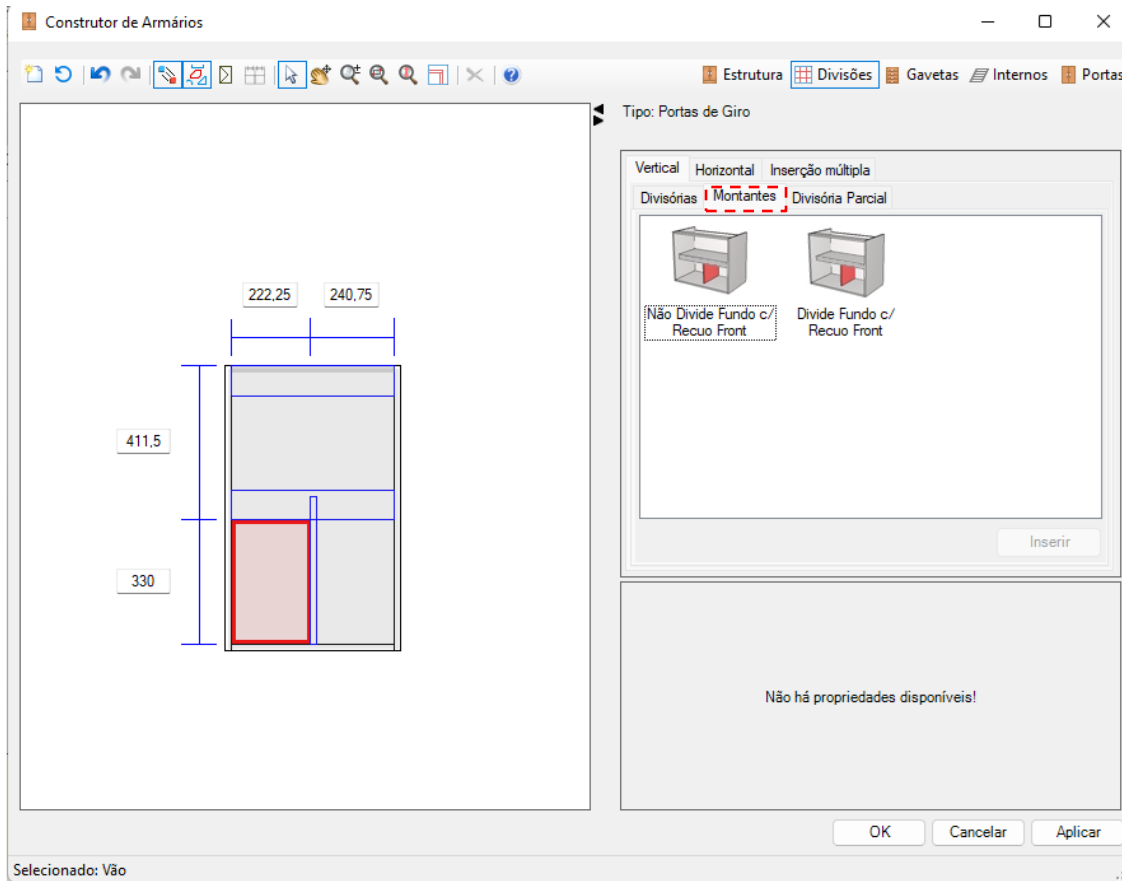 Construtor de Armários
Estrutura Divisões Gavetas Internos Portas
Tipo: Portas de Giro
Vertical Horizontal Inserção múltipla
Divisórias Montantes Divisória Parcial
Não Divide Fundo c/
Recuo Front
Divide Fundo c/
Recuo Front
Inserir
222,25 240,75
411,5
330
Não há propriedades disponíveis!
OK Cancelar Aplicar
Selecionado: Vão